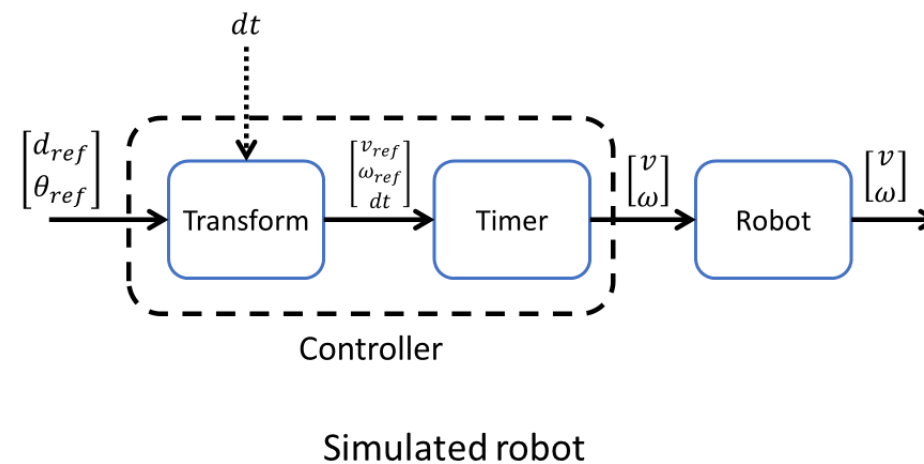 dt
[d_ref
θ_ref]
Transform
[v_ref
ω_ref
dt]
Timer
[v
ω]
Robot
[v
ω]
Controller
Simulated robot